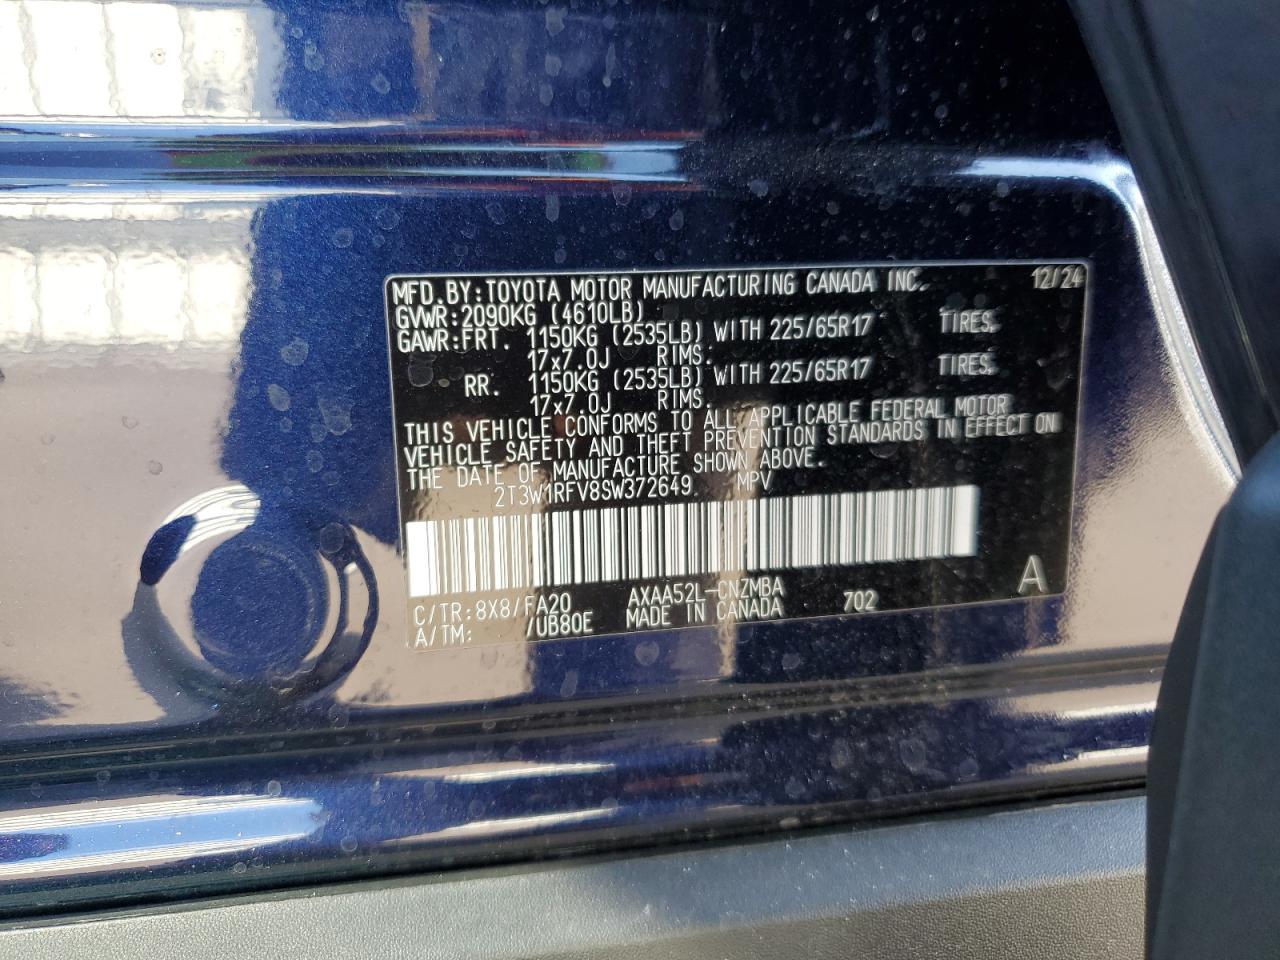 MFD.BY:TOYOTA MOTOR MANUFACTURING CANADA INC. 12/24
GVWR:2090KG (4610LB)
GAWR:FRT. 1150KG (2535LB) WITH 225/65R17 TIRES.
17x7.0J RIMS.
RR. 1150KG (2535LB) WITH 225/65R17 TIRES.
17x7.0J RIMS.
THIS VEHICLE CONFORMS TO ALL APPLICABLE FEDERAL MOTOR
VEHICLE SAFETY AND THEFT PREVENTION STANDARDS IN EFFECT ON
THE DATE OF MANUFACTURE SHOWN ABOVE.
2T3W1RFV8SW372649 MPV
C/TR:8X8/FA20 AXAA52L-CNZMBA 702 A
A/TM: /UB80E MADE IN CANADA